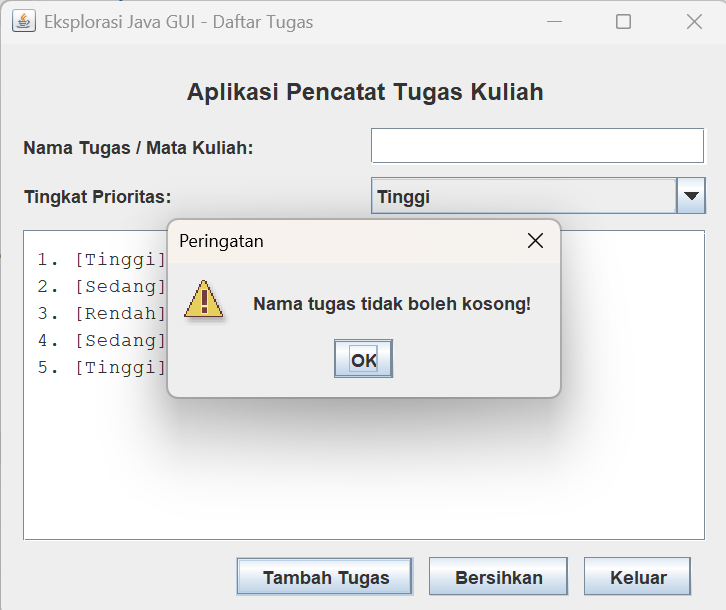 Eksplorasi Java GUI - Daftar Tugas
Aplikasi Pencatat Tugas Kuliah
Nama Tugas / Mata Kuliah:
Tingkat Prioritas:
Tinggi
Peringatan
Nama tugas tidak boleh kosong!
OK
1. [Tinggi]
2. [Sedang]
3. [Rendah]
4. [Sedang]
5. [Tinggi]
Tambah Tugas
Bersihkan
Keluar